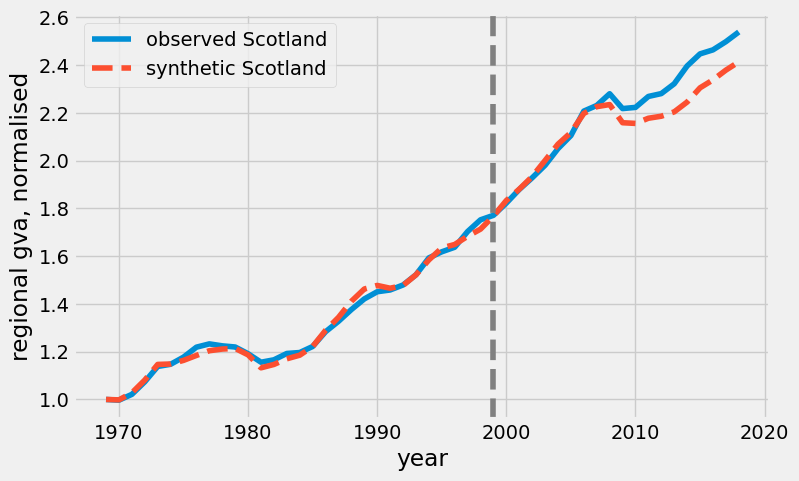 2.6
2.4
2.2
2.0
1.8
1.6
1.4
1.2
1.0
regional gva, normalised
observed Scotland
synthetic Scotland
1970 1980 1990 2000 2010 2020
year